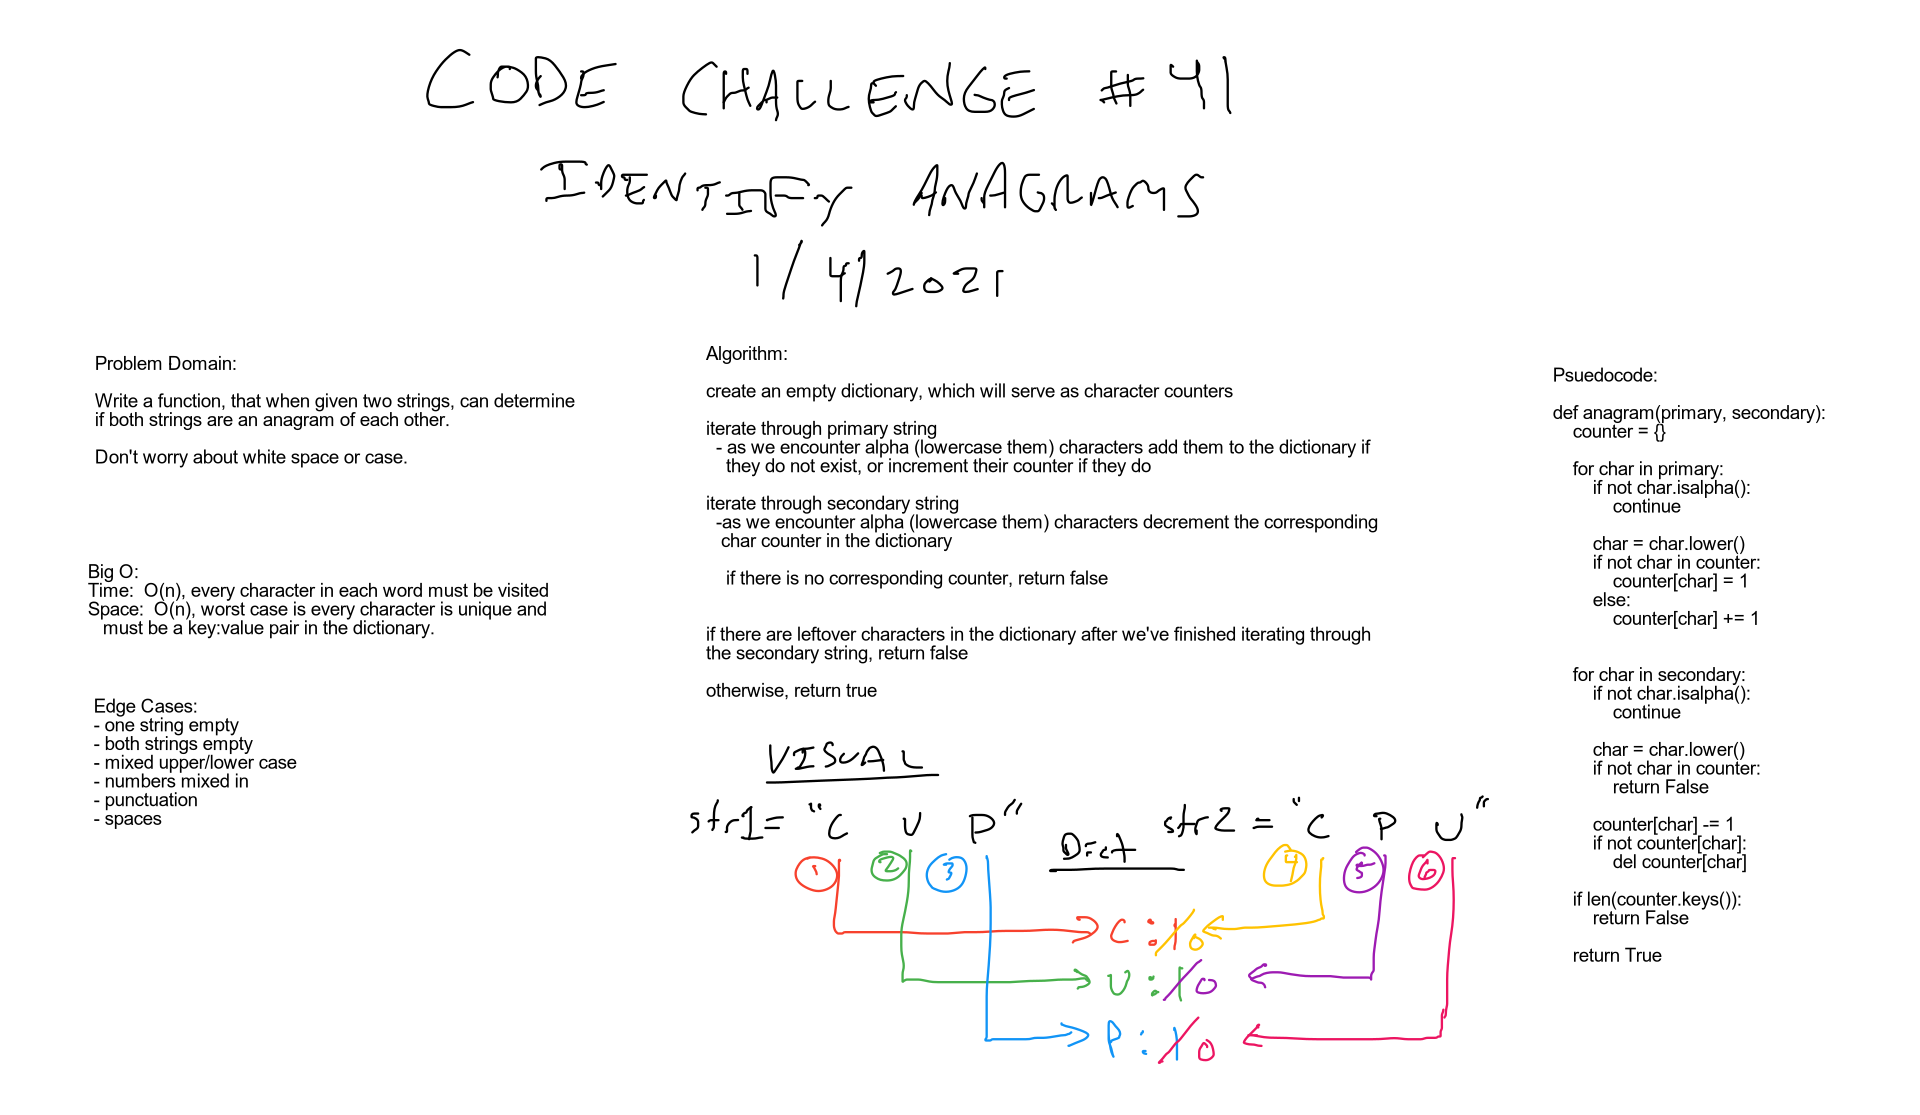 CODE CHALLENGE #41
IDENTIFY ANAGRAMS
1/4/2021
Problem Domain:
Write a function, that when given two strings, can determine
if both strings are an anagram of each other.
Don't worry about white space or case.
Big O:
Time:  O(n), every character in each word must be visited
Space:  O(n), worst case is every character is unique and
must be a key:value pair in the dictionary.
Edge Cases:
- one string empty
- both strings empty
- mixed upper/lower case
- numbers mixed in
- punctuation
- spaces
Algorithm:
create an empty dictionary, which will serve as character counters
iterate through primary string
- as we encounter alpha (lowercase them) characters add them to the dictionary if
they do not exist, or increment their counter if they do
iterate through secondary string
-as we encounter alpha (lowercase them) characters decrement the corresponding
char counter in the dictionary
if there is no corresponding counter, return false
if there are leftover characters in the dictionary after we've finished iterating through
the secondary string, return false
otherwise, return true
VISUAL
str1= "C U P"
str2 = "C P U"
Dict
1 2 3
4 5 6
C : 1 0
U : 1 0
P : 1 0
Psuedocode:
def anagram(primary, secondary):
counter = {}
for char in primary:
if not char.isalpha():
continue
char = char.lower()
if not char in counter:
counter[char] = 1
else:
counter[char] += 1
for char in secondary:
if not char.isalpha():
continue
char = char.lower()
if not char in counter:
return False
counter[char] -= 1
if not counter[char]:
del counter[char]
if len(counter.keys()):
return False
return True